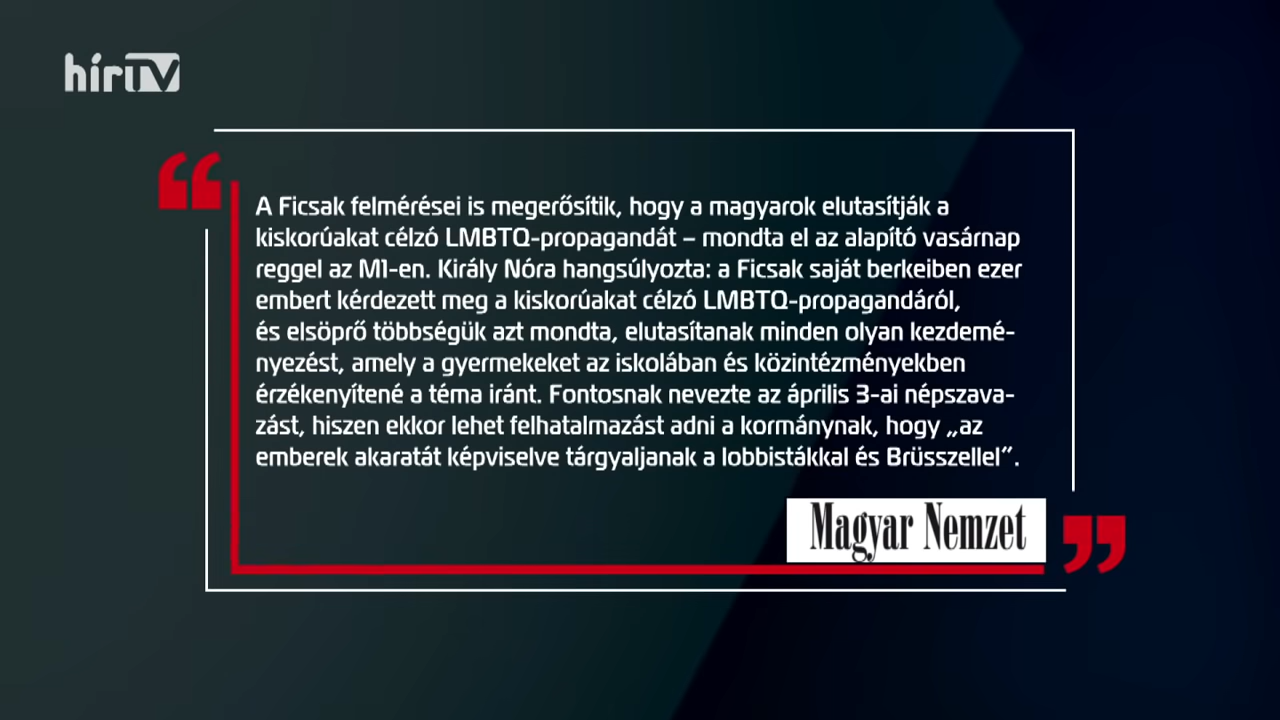 hírTV
A Ficsak felmérései is megerősítik, hogy a magyarok elutasítják a
kiskorúakat célzó LMBTQ-propagandát – mondta el az alapító vasárnap
reggel az M1-en. Király Nóra hangsúlyozta: a Ficsak saját berkeiben ezer
embert kérdezett meg a kiskorúakat célzó LMBTQ-propagandáról,
és elsöprő többségük azt mondta, elutasítanak minden olyan kezdemé-
nyezést, amely a gyermekeket az iskolában és közintézményekben
érzékenyítené a téma iránt. Fontosnak nevezte az április 3-ai népszava-
zást, hiszen ekkor lehet felhatalmazást adni a kormánynak, hogy „az
emberek akaratát képviselve tárgyaljanak a lobbistákkal és Brüsszellel”.
Magyar Nemzet